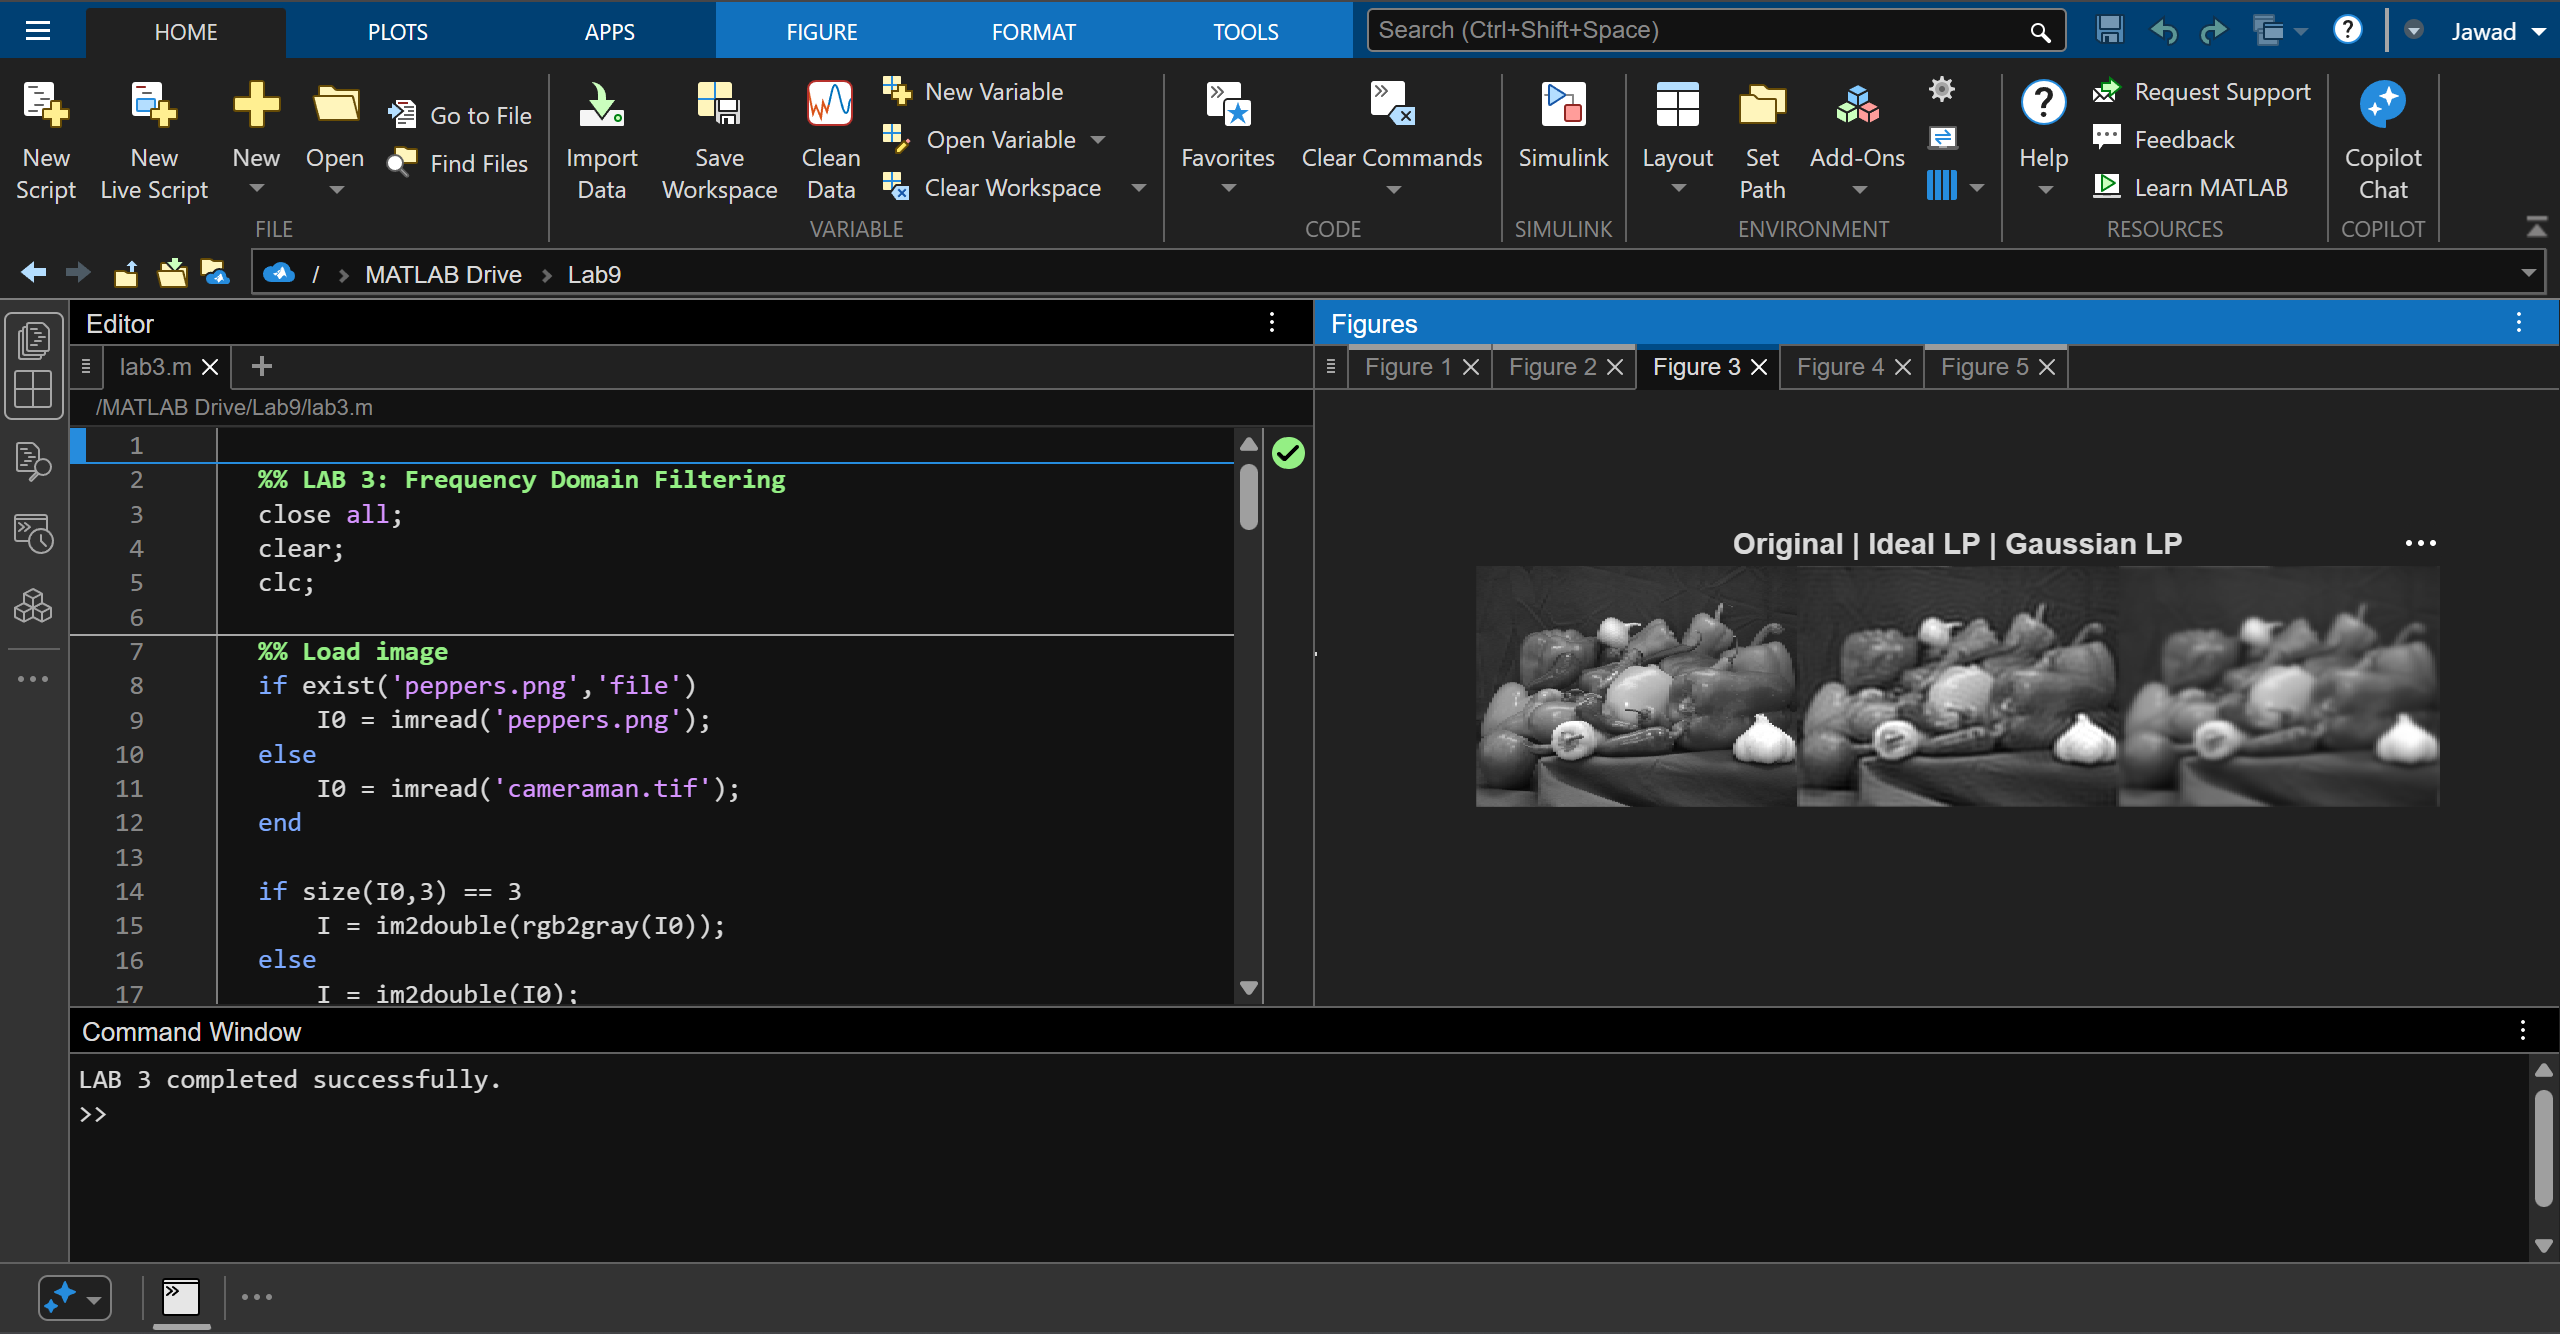 HOME PLOTS APPS FIGURE FORMAT TOOLS Search (Ctrl+Shift+Space) Jawad
New Script
New Live Script
New
Open
Go to File
Find Files
FILE
Import Data
Save Workspace
Clean Data
New Variable
Open Variable
Clear Workspace
VARIABLE
Favorites
Clear Commands
CODE
Simulink
SIMULINK
Layout
Set Path
Add-Ons
ENVIRONMENT
Help
Request Support
Feedback
Learn MATLAB
RESOURCES
Copilot Chat
COPILOT
/ > MATLAB Drive > Lab9
Editor
lab3.m
/MATLAB Drive/Lab9/lab3.m
1
2 %% LAB 3: Frequency Domain Filtering
3 close all;
4 clear;
5 clc;
6
7 %% Load image
8 if exist('peppers.png','file')
9 I0 = imread('peppers.png');
10 else
11 I0 = imread('cameraman.tif');
12 end
13
14 if size(I0,3) == 3
15 I = im2double(rgb2gray(I0));
16 else
17 I = im2double(I0);
Figures
Figure 1 Figure 2 Figure 3 Figure 4 Figure 5
Original | Ideal LP | Gaussian LP
Command Window
LAB 3 completed successfully.
>>